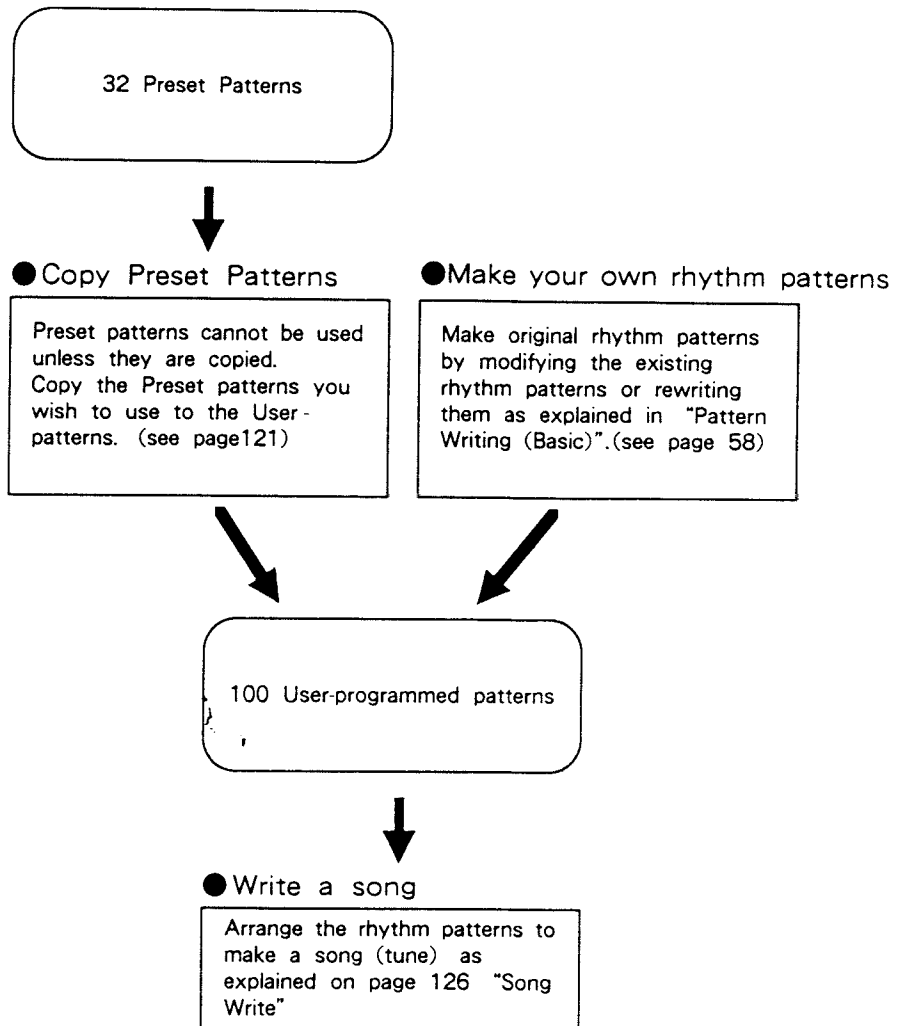 32 Preset Patterns
●Copy Preset Patterns
Preset patterns cannot be used
unless they are copied.
Copy the Preset patterns you
wish to use to the User-
patterns. (see page121)
●Make your own rhythm patterns
Make original rhythm patterns
by modifying the existing
rhythm patterns or rewriting
them as explained in "Pattern
Writing (Basic)".(see page 58)
100 User-programmed patterns
●Write a song
Arrange the rhythm patterns to
make a song (tune) as
explained on page 126 "Song
Write"